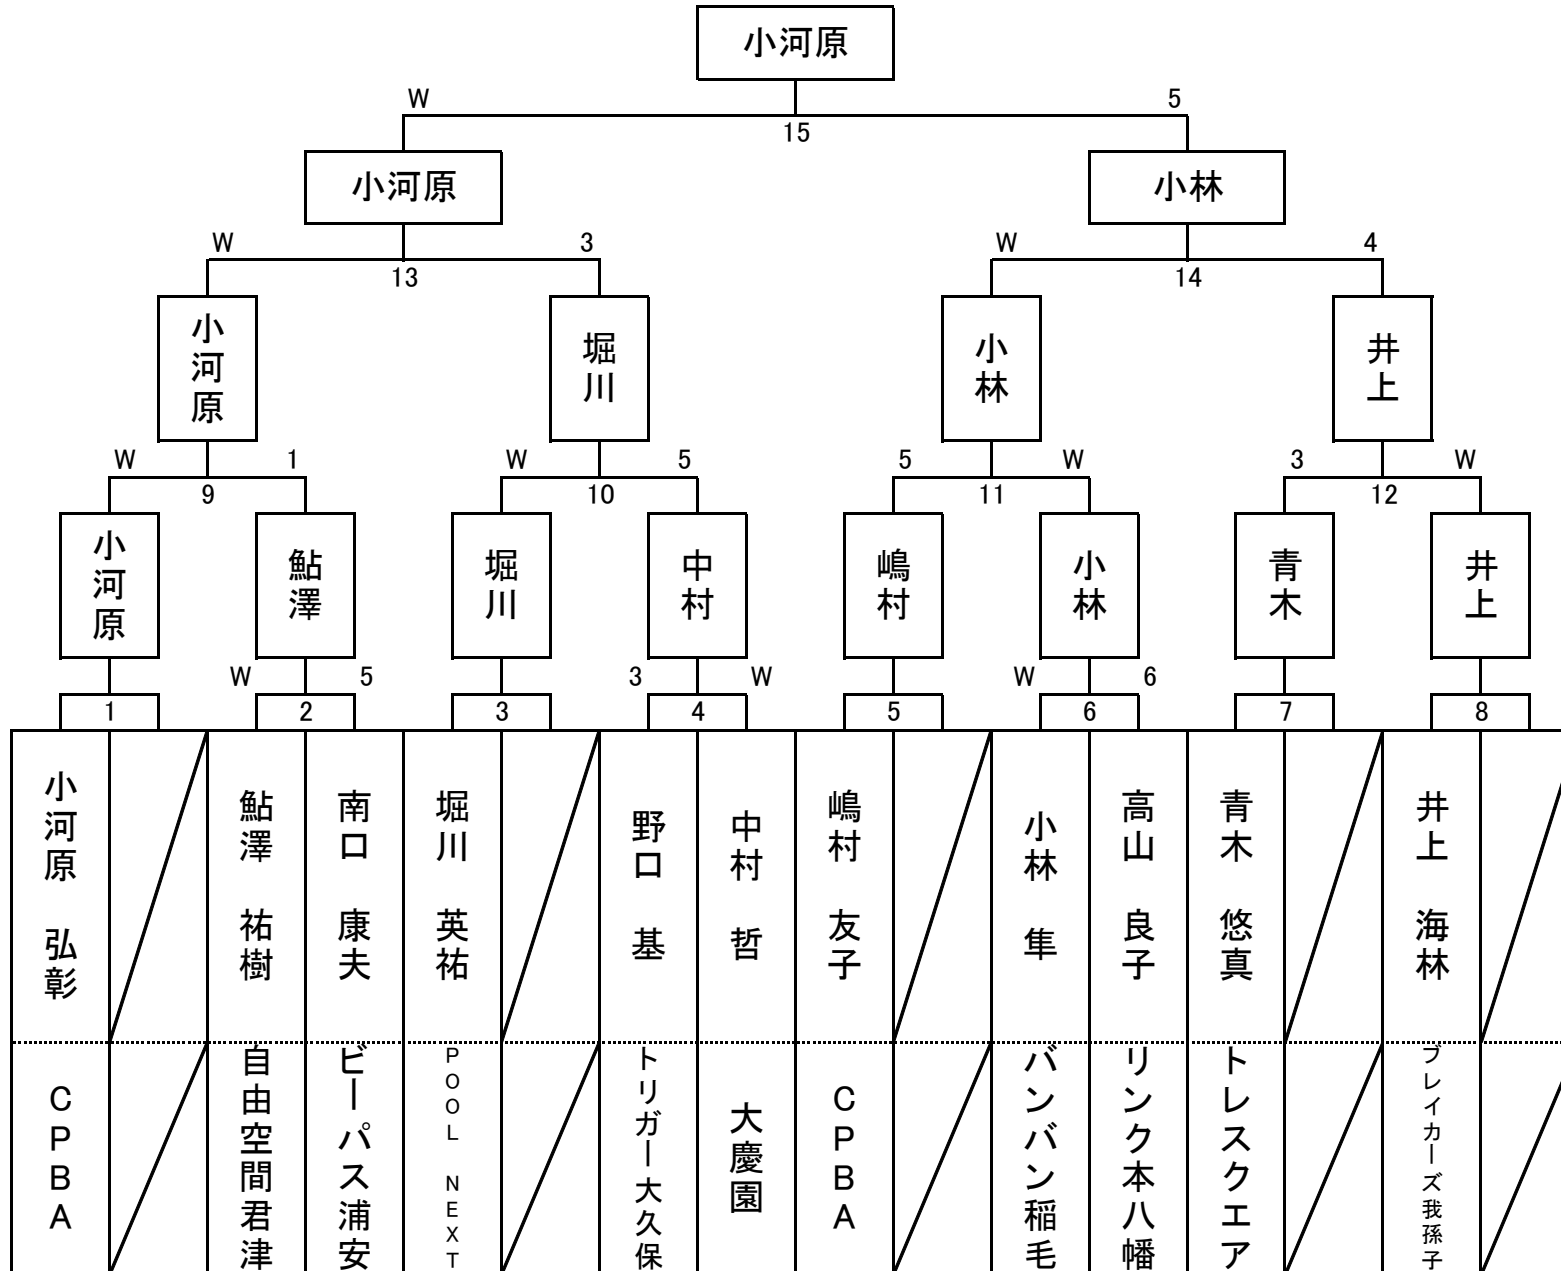 小河原
W 5
15
小河原 小林
W 3 W 4
13 14
小河原 堀川 小林 井上
W 1 W 5 5 W 3 W
9 10 11 12
小河原 鮎澤 堀川 中村 嶋村 小林 青木 井上
W 5 3 W W 6
1 2 3 4 5 6 7 8
小河原 弘彰
鮎澤 祐樹
南口 康夫
堀川 英祐
野口 基
中村 哲
嶋村 友子
小林 隼
高山 良子
青木 悠真
井上 海林
CPBA
自由空間君津
ビーパス浦安
POOL NEXT
トリガー大久保
大慶園
CPBA
バンバン稲毛
リンク本八幡
トレスクエア
ブレイカーズ我孫子